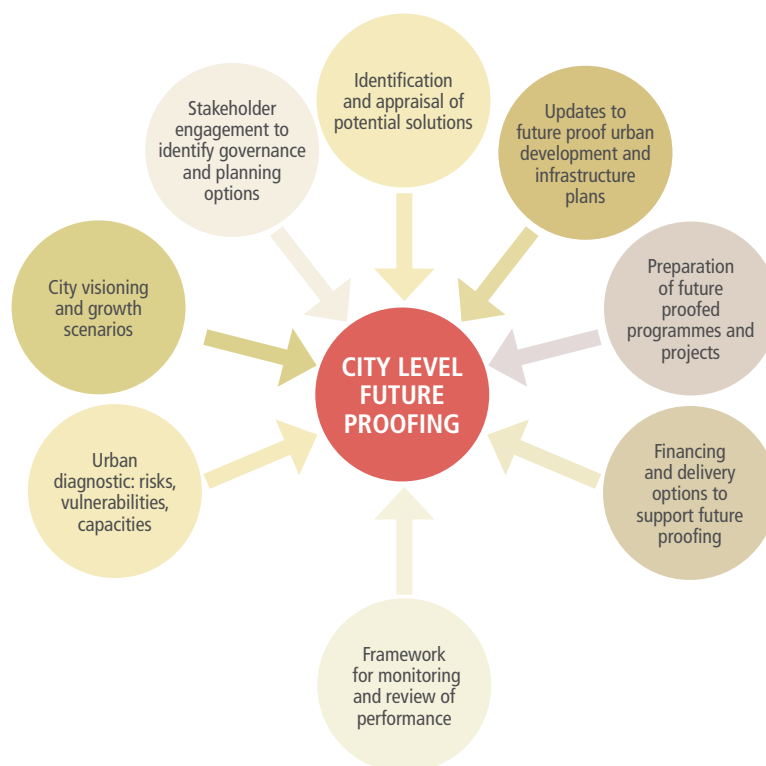 Identification
and appraisal of
potential solutions
Stakeholder
engagement to
identify governance
and planning
options
Updates to
future proof urban
development and
infrastructure
plans
City visioning
and growth
scenarios
Preparation
of future
proofed
programmes and
projects
CITY LEVEL
FUTURE
PROOFING
Urban
diagnostic: risks,
vulnerabilities,
capacities
Financing
and delivery
options to
support future
proofing
Framework
for monitoring
and review of
performance